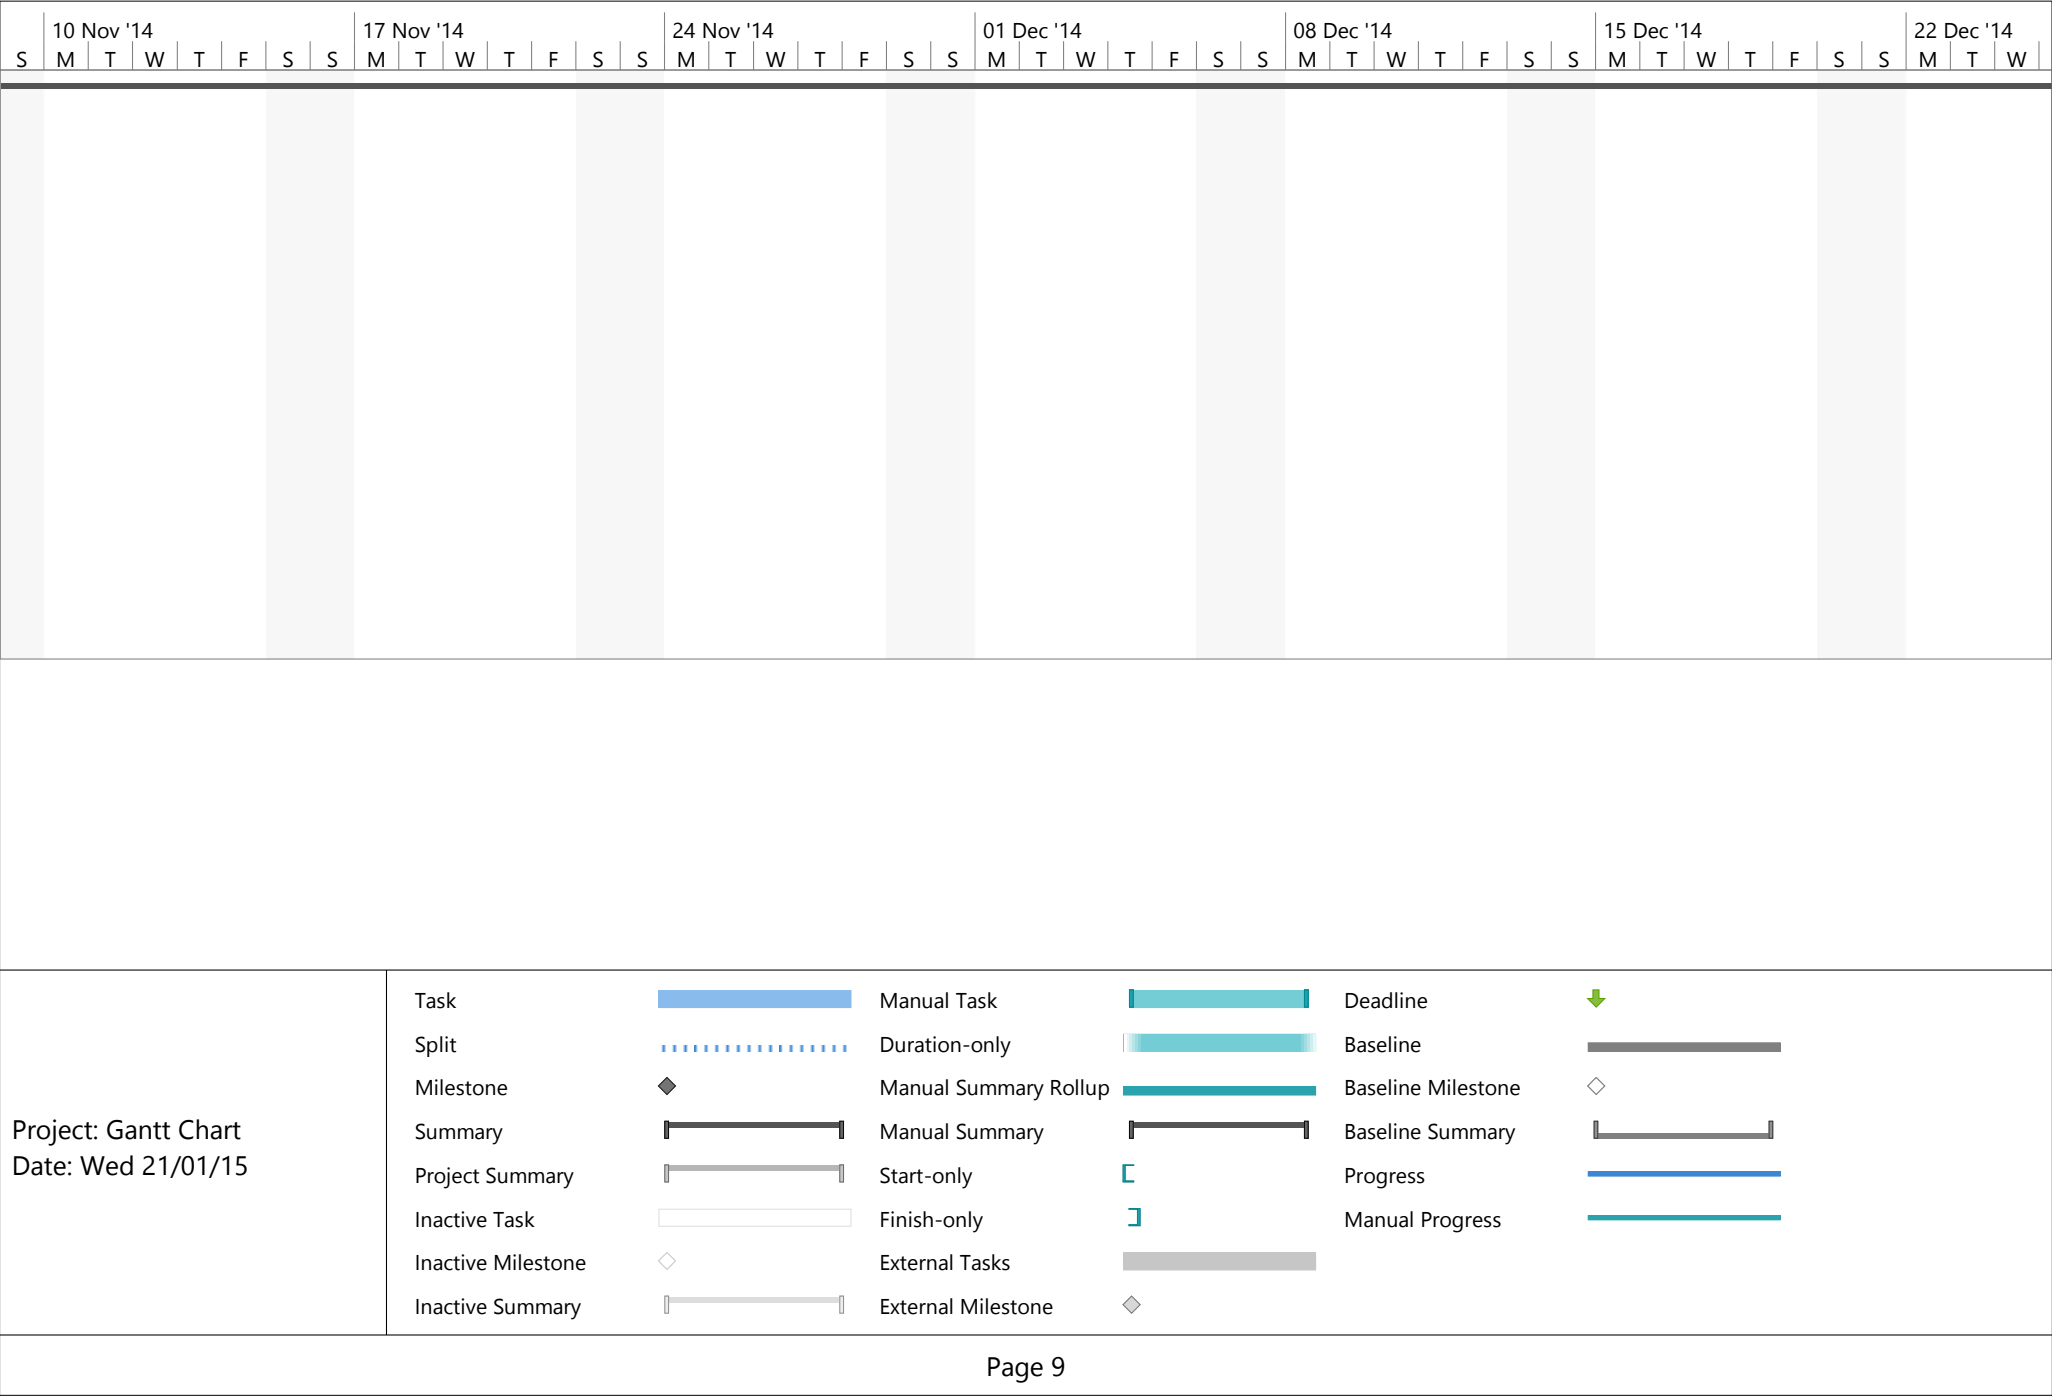 10 Nov '14 17 Nov '14 24 Nov '14 01 Dec '14 08 Dec '14 15 Dec '14 22 Dec '14
S M T W T F S S M T W T F S S M T W T F S S M T W T F S S M T W T F S S M T W T F S S M T W
Project: Gantt Chart
Date: Wed 21/01/15
Task
Split
Milestone
Summary
Project Summary
Inactive Task
Inactive Milestone
Inactive Summary
Manual Task
Duration-only
Manual Summary Rollup
Manual Summary
Start-only
Finish-only
External Tasks
External Milestone
Deadline
Baseline
Baseline Milestone
Baseline Summary
Progress
Manual Progress
Page 9